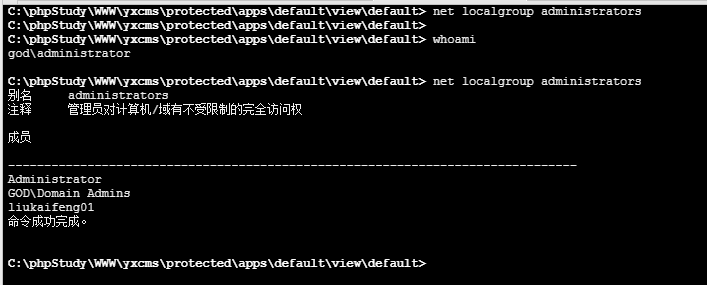 C:\phpStudy\WWW\yxcms\protected\apps\default\view\default> net localgroup administrators
C:\phpStudy\WWW\yxcms\protected\apps\default\view\default>
C:\phpStudy\WWW\yxcms\protected\apps\default\view\default> whoami
god\administrator
C:\phpStudy\WWW\yxcms\protected\apps\default\view\default> net localgroup administrators
别名 administrators
注释 管理员对计算机/域有不受限制的完全访问权
成员
-------------------------------------------------------------------------------
Administrator
GOD\Domain Admins
liukaifeng01
命令成功完成。
C:\phpStudy\WWW\yxcms\protected\apps\default\view\default>